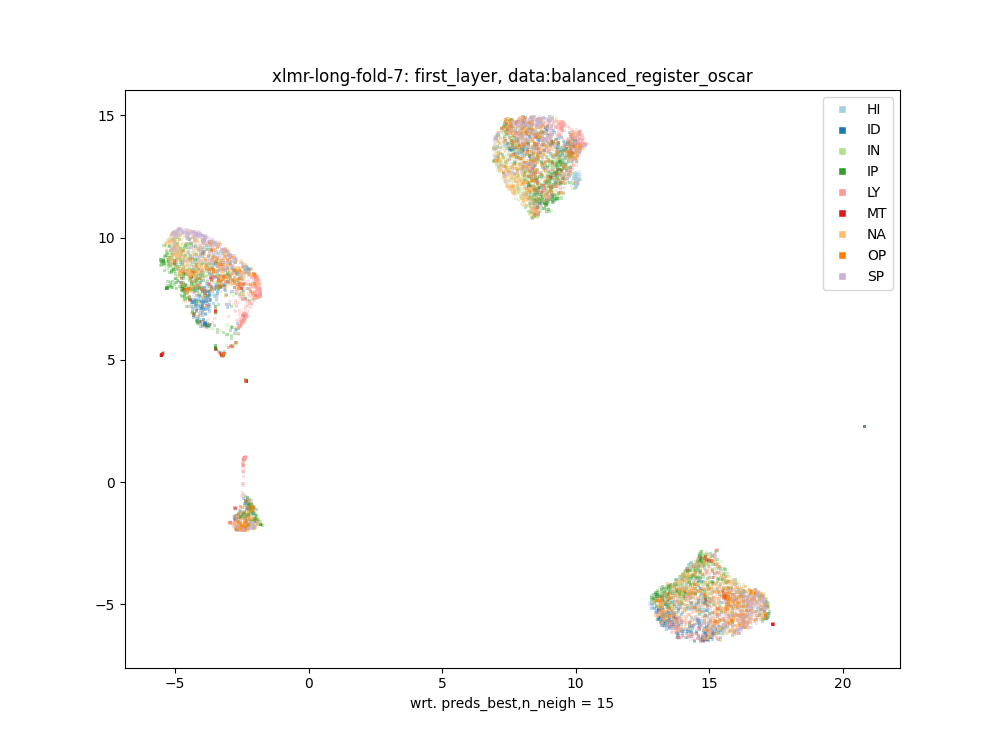 xlmr-long-fold-7: first_layer, data:balanced_register_oscar
15
10
5
0
−5
−5
0
5
10
15
20
wrt. preds_best,n_neigh = 15
HI
ID
IN
IP
LY
MT
NA
OP
SP